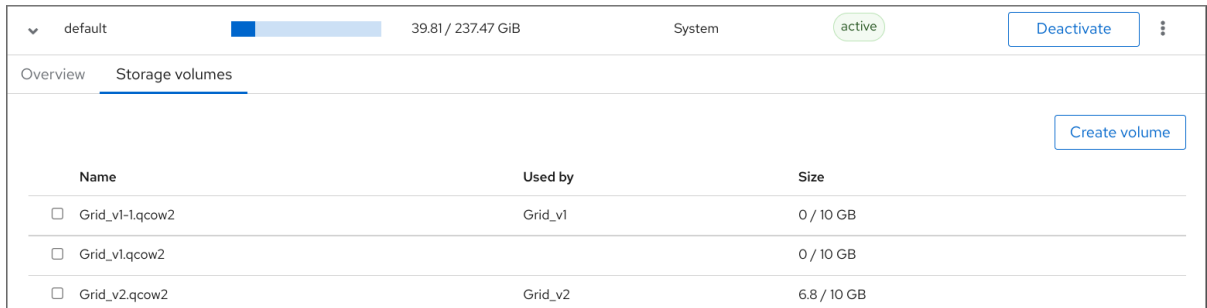 default 39.81 / 237.47 GiB System active Deactivate
Overview Storage volumes
Create volume
Name Used by Size
Grid_v1-1.qcow2 Grid_v1 0 / 10 GB
Grid_v1.qcow2 0 / 10 GB
Grid_v2.qcow2 Grid_v2 6.8 / 10 GB